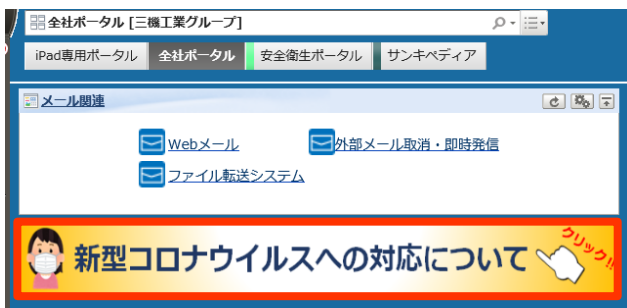 全社ポータル [三機工業グループ]
iPad専用ポータル 全社ポータル 安全衛生ポータル サンキペディア
メール関連
Webメール 外部メール取消・即時発信
ファイル転送システム
新型コロナウイルスへの対応について クリック!!